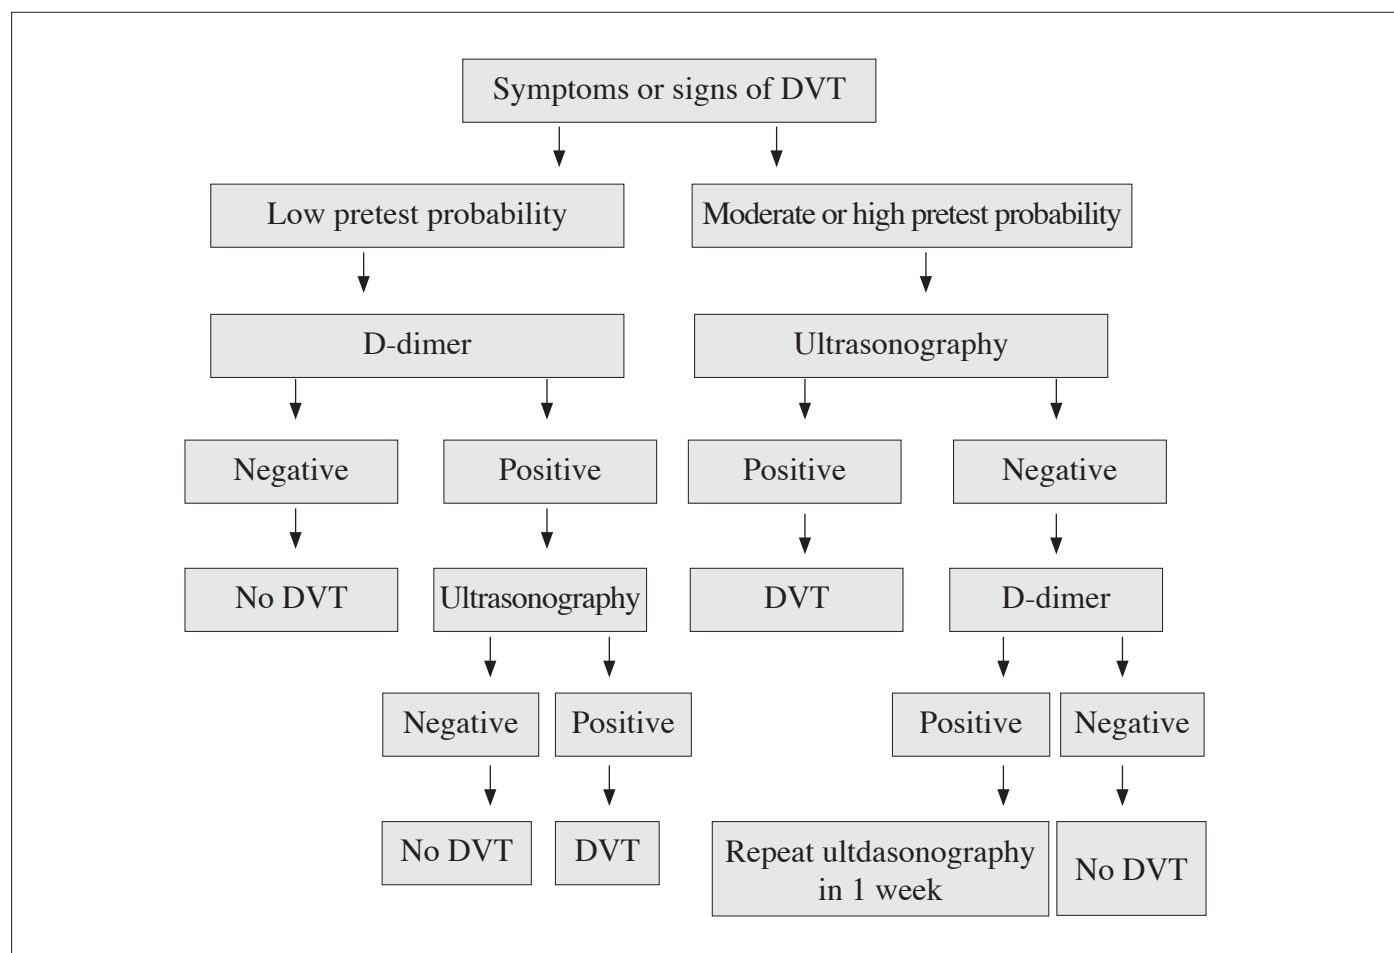 Symptoms or signs of DVT
Low pretest probability
Moderate or high pretest probability
D-dimer
Ultrasonography
Negative
Positive
Positive
Negative
No DVT
Ultrasonography
DVT
D-dimer
Negative
Positive
Positive
Negative
No DVT
DVT
Repeat ultdasonography
in 1 week
No DVT